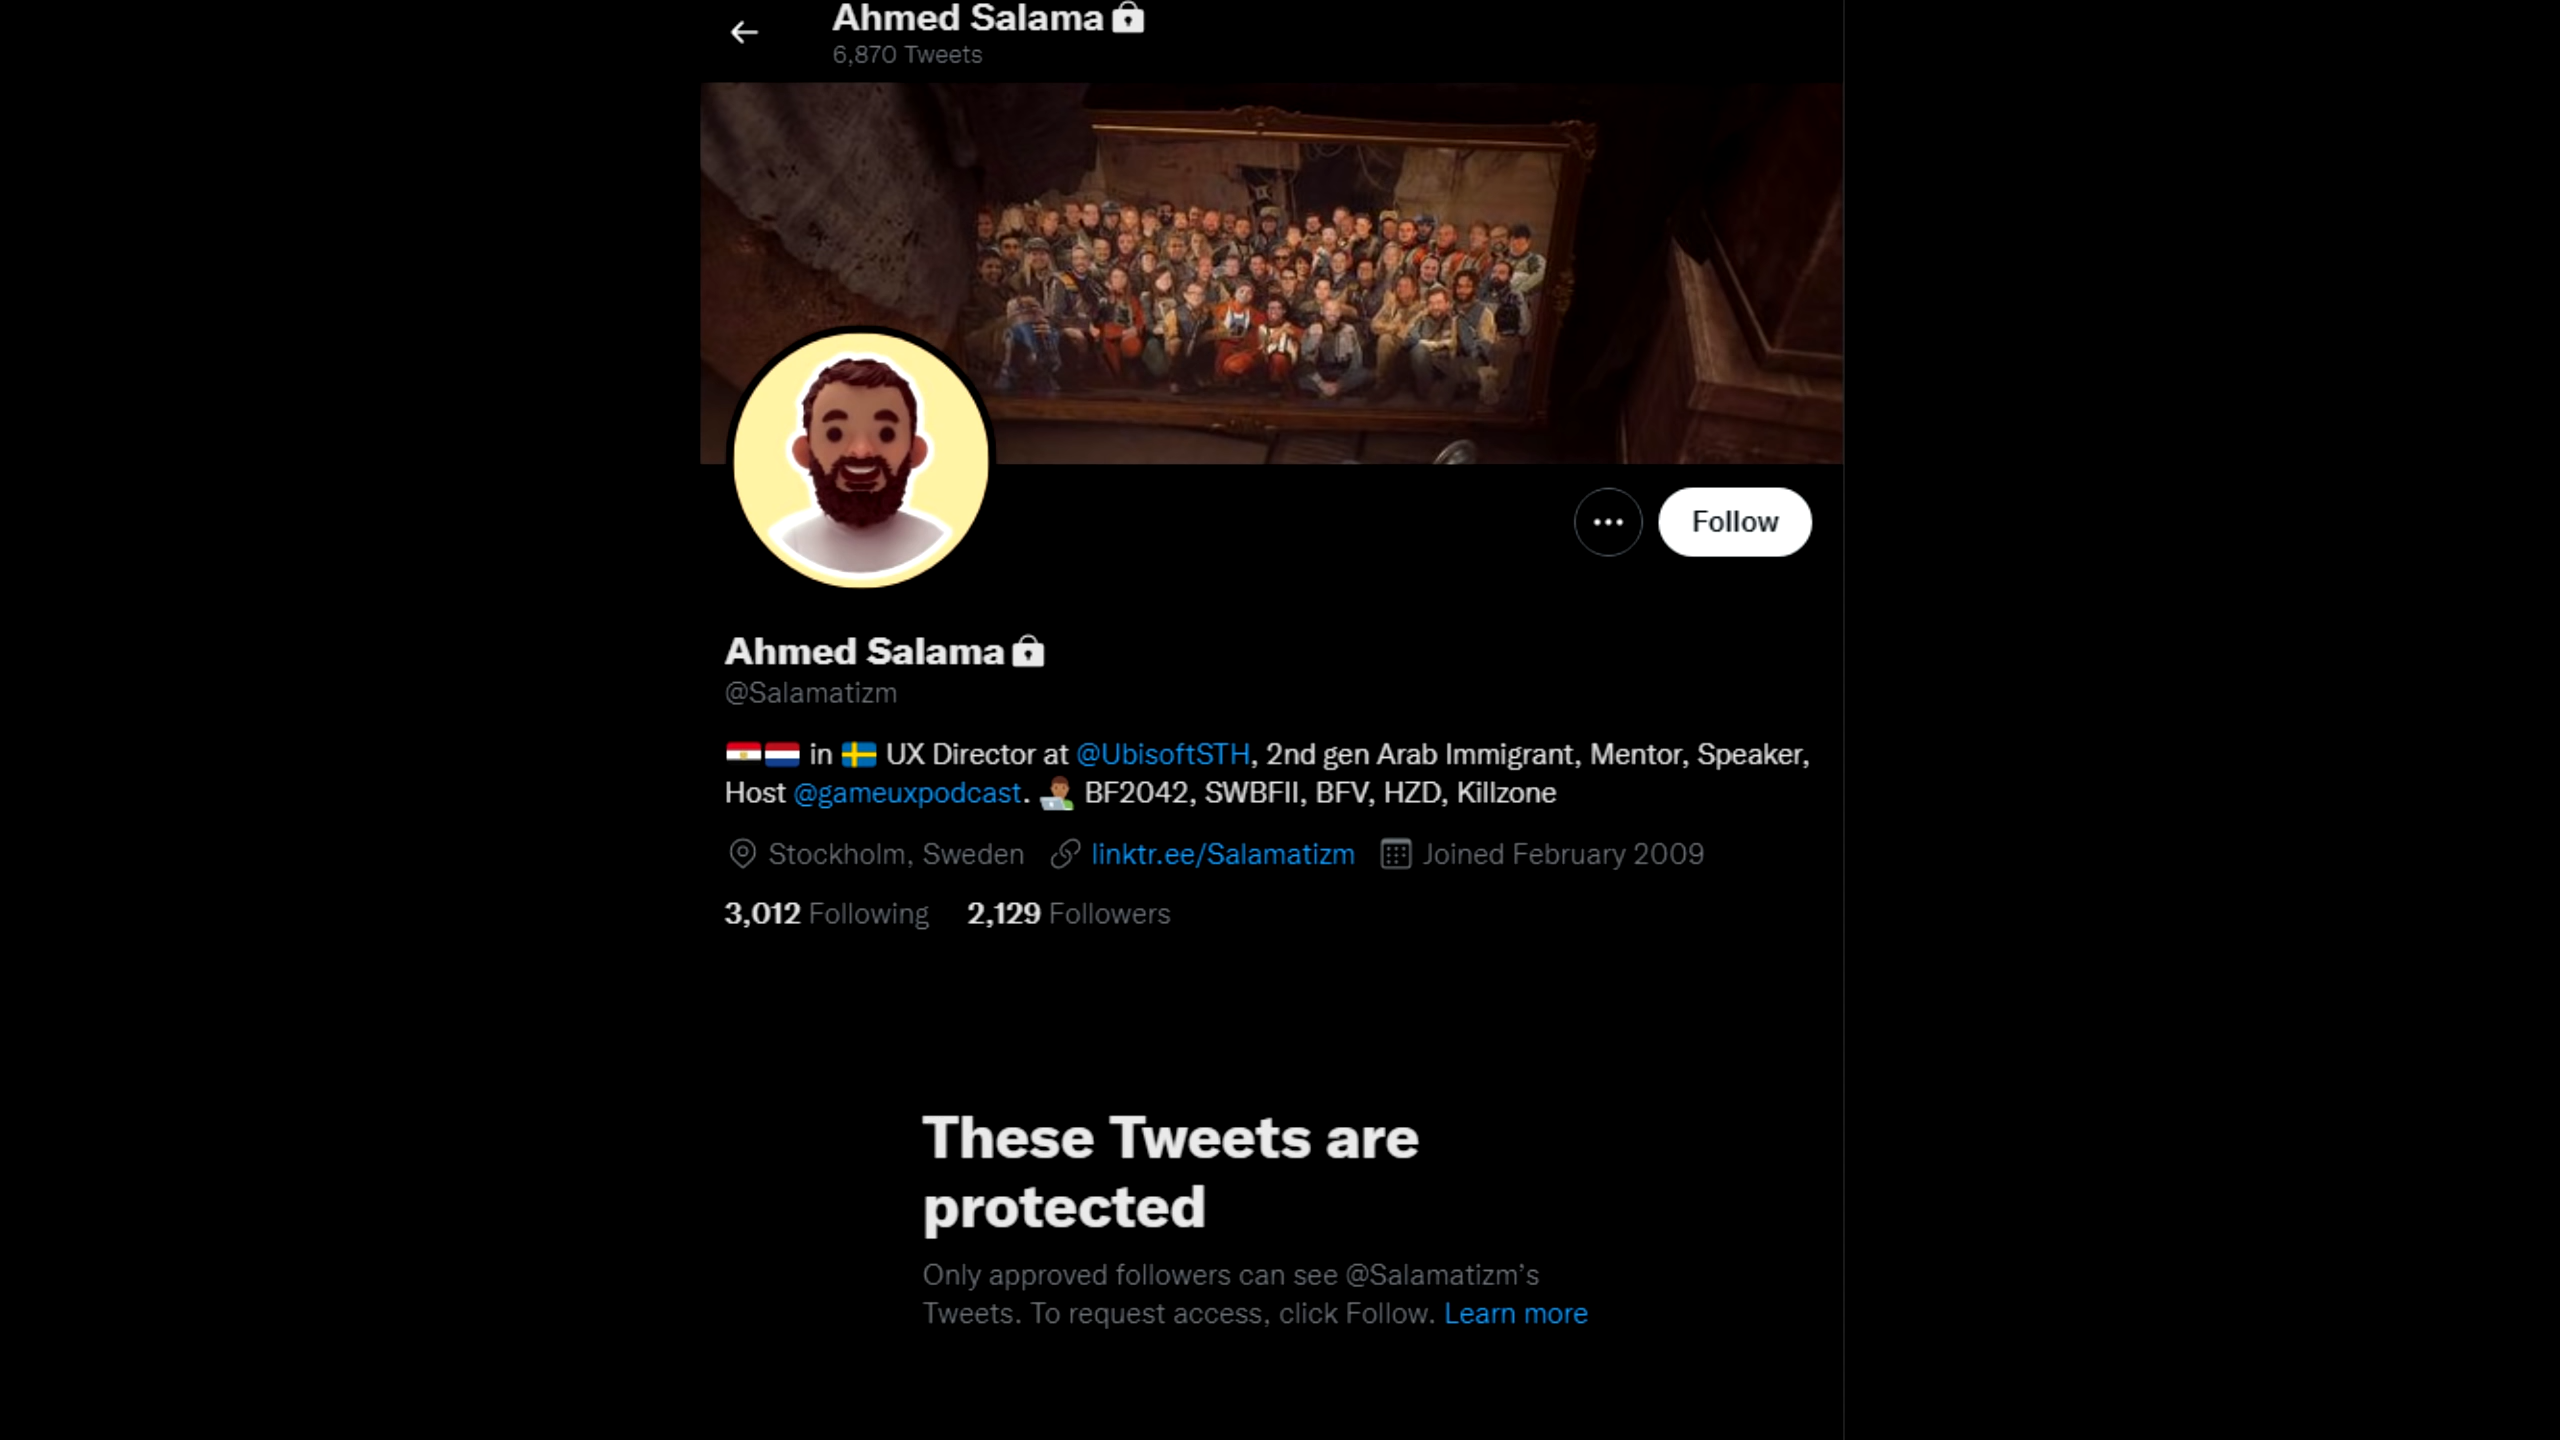 Ahmed Salama
6,870 Tweets
Follow
Ahmed Salama
@Salamatizm
🇪🇬🇳🇱 in 🇸🇪 UX Director at @UbisoftSTH, 2nd gen Arab Immigrant, Mentor, Speaker,
Host @gameuxpodcast. 👨🏽‍💻 BF2042, SWBFII, BFV, HZD, Killzone
Stockholm, Sweden linktr.ee/Salamatizm Joined February 2009
3,012 Following 2,129 Followers
These Tweets are
protected
Only approved followers can see @Salamatizm’s
Tweets. To request access, click Follow. Learn more